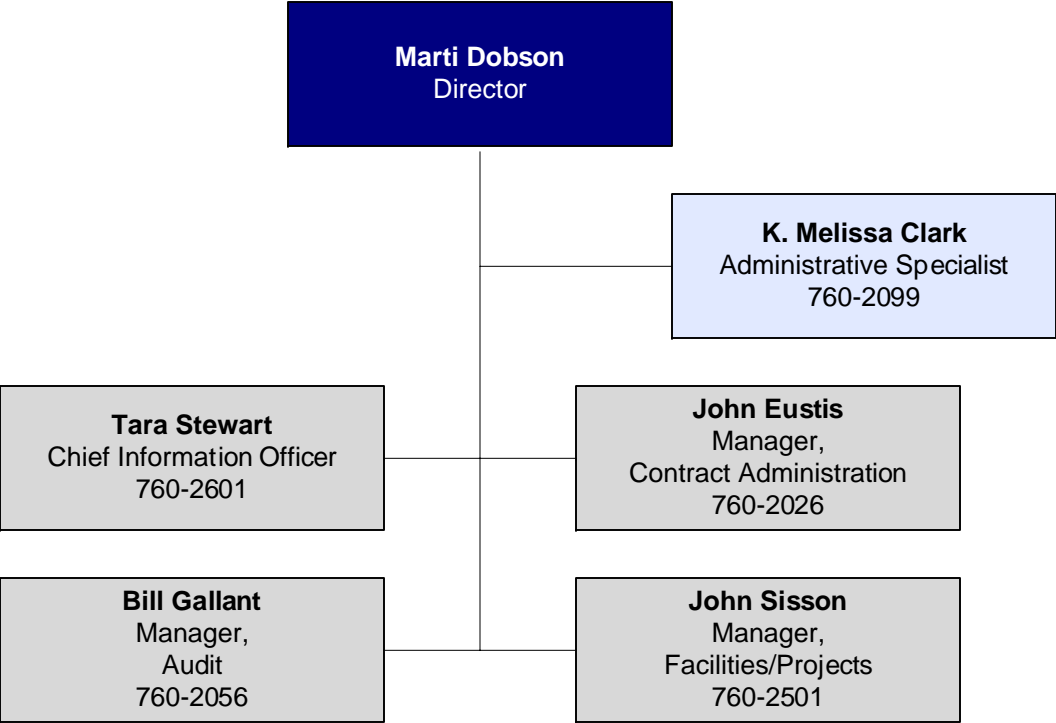 Marti Dobson
Director
K. Melissa Clark
Administrative Specialist
760-2099
Tara Stewart
Chief Information Officer
760-2601
John Eustis
Manager,
Contract Administration
760-2026
Bill Gallant
Manager,
Audit
760-2056
John Sisson
Manager,
Facilities/Projects
760-2501